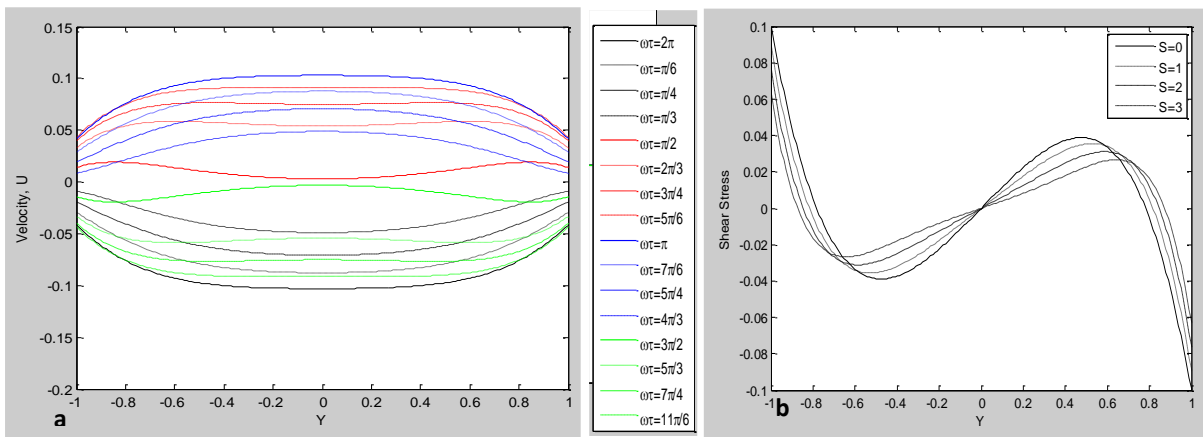 0.15
0.1
0.05
0
-0.05
-0.1
-0.15
-0.2
Velocity, U
-1
-0.8
-0.6
-0.4
-0.2
0
0.2
0.4
0.6
0.8
1
Y
a
ωτ=2π
ωτ=π/6
ωτ=π/4
ωτ=π/3
ωτ=π/2
ωτ=2π/3
ωτ=3π/4
ωτ=5π/6
ωτ=π
ωτ=7π/6
ωτ=5π/4
ωτ=4π/3
ωτ=3π/2
ωτ=5π/3
ωτ=7π/4
ωτ=11π/6
0.1
0.08
0.06
0.04
0.02
0
-0.02
-0.04
-0.06
-0.08
-0.1
Shear Stress
S=0
S=1
S=2
S=3
-1
-0.8
-0.6
-0.4
-0.2
0
0.2
0.4
0.6
0.8
1
Y
b